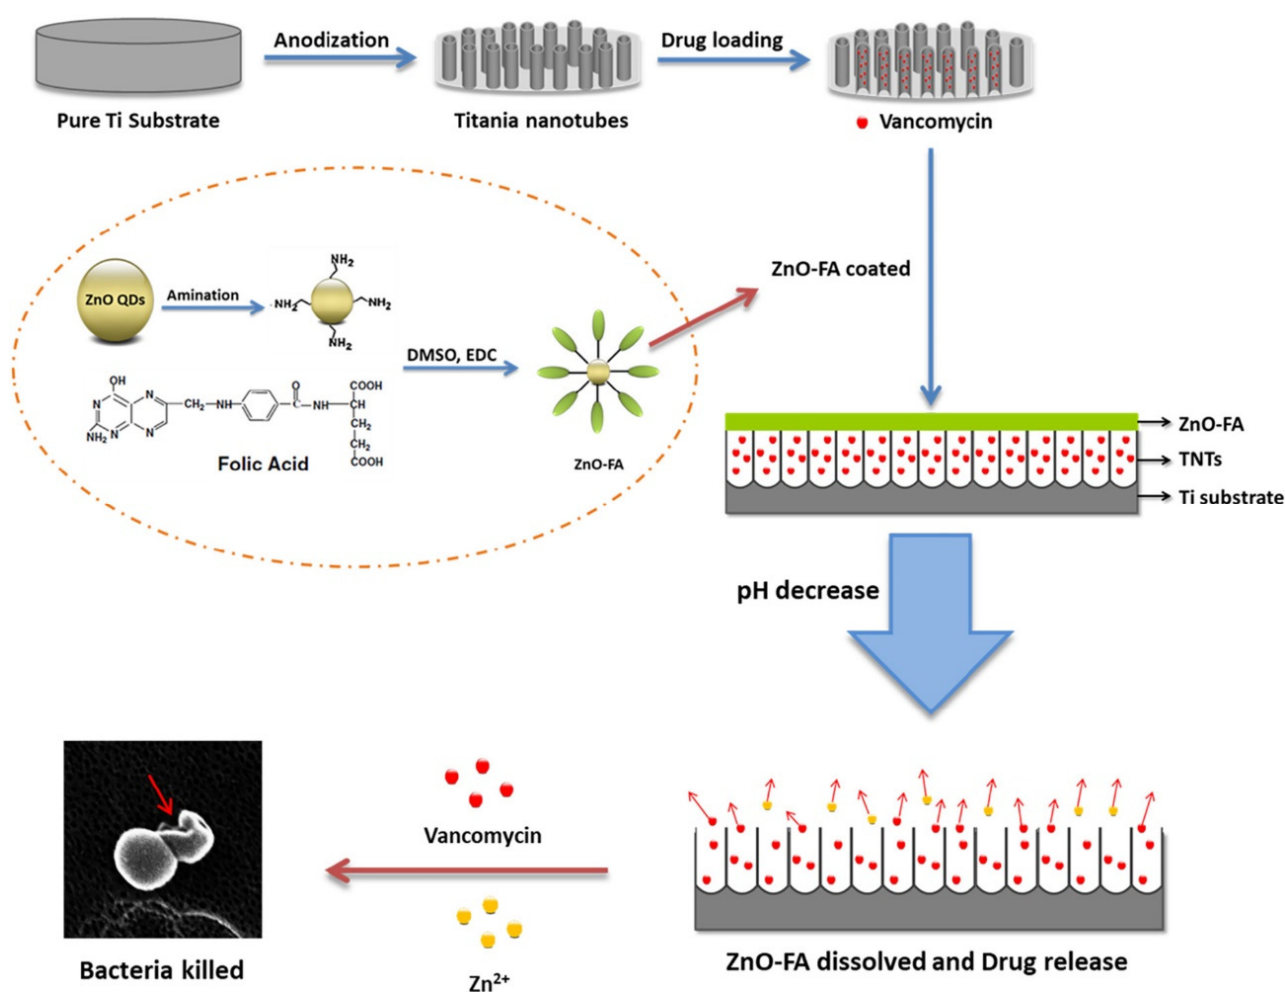 Anodization
Drug loading
Pure Ti Substrate
Titania nanotubes
Vancomycin
ZnO QDs
Amination
NH2
NH2
NH2
NH2
DMSO, EDC
OH
N
N
N
N
NH2
CH2
NH
O
C
NH
COOH
CH
CH2
CH2
COOH
Folic Acid
ZnO-FA
ZnO-FA coated
ZnO-FA
TNTs
Ti substrate
pH decrease
Vancomycin
Zn2+
Bacteria killed
ZnO-FA dissolved and Drug release